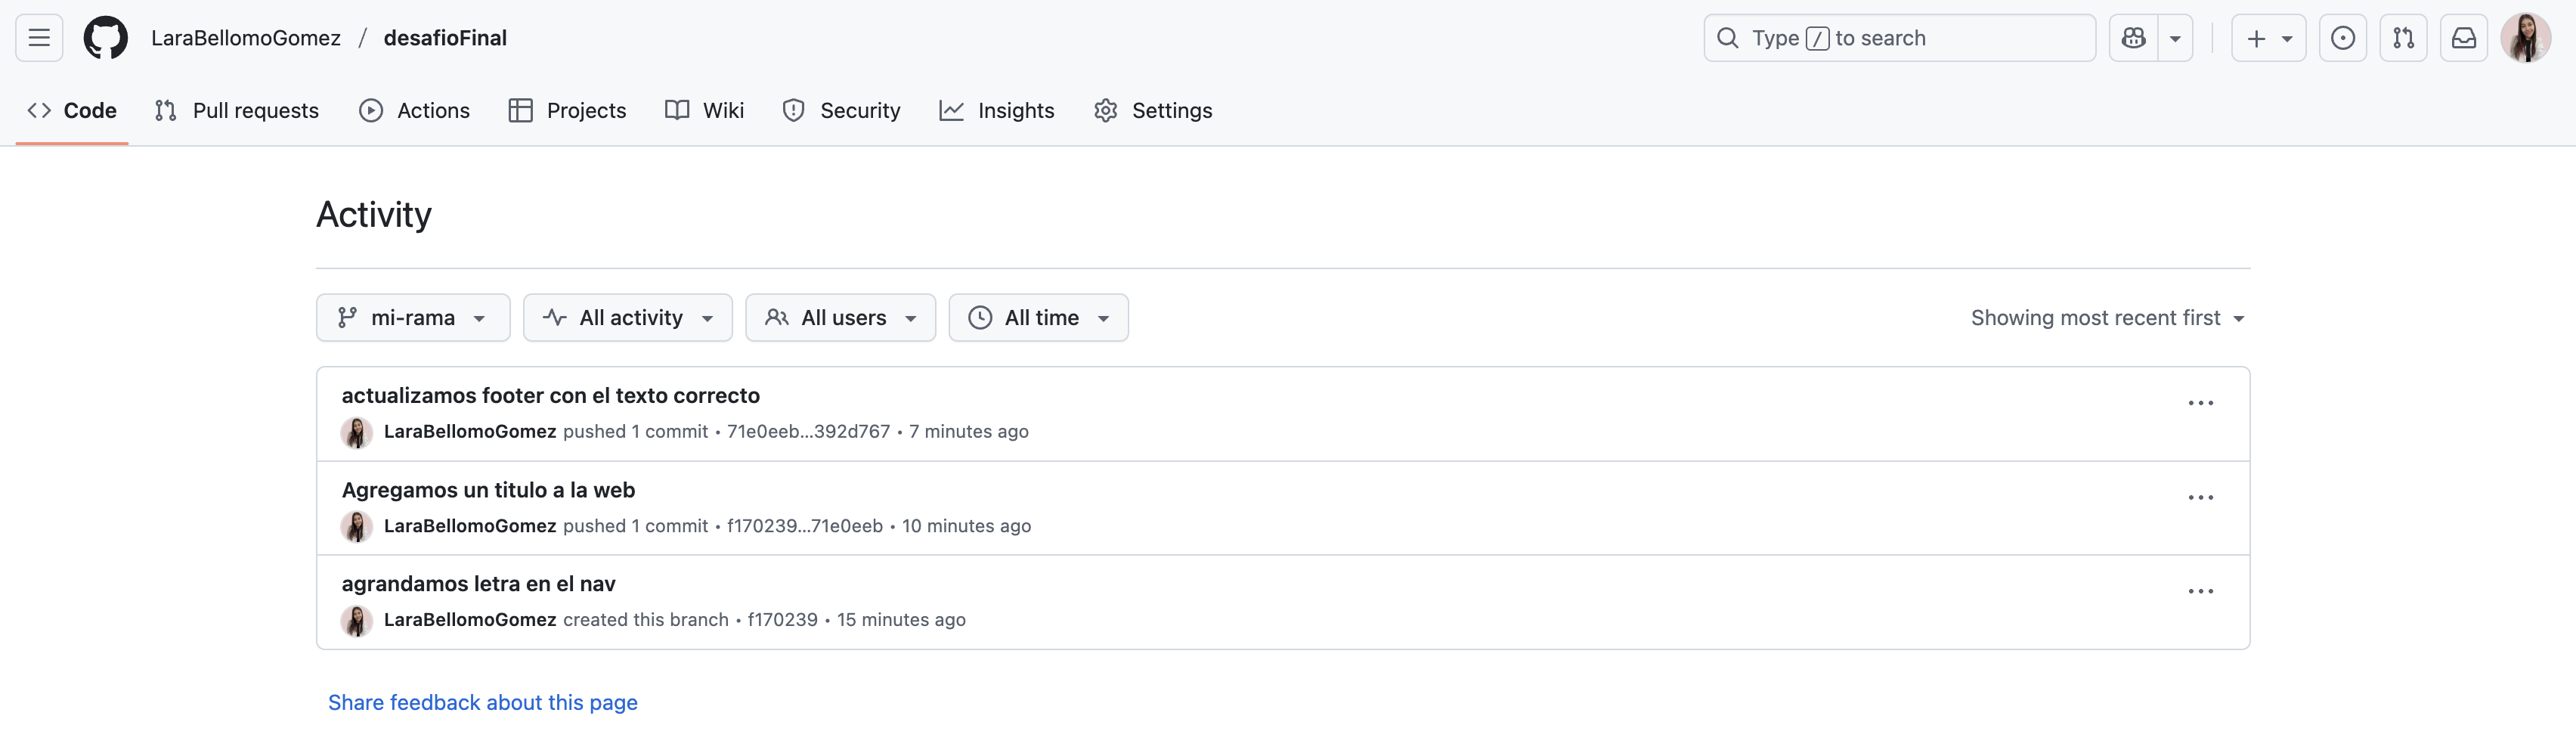 LaraBellomoGomez / desafioFinal
Type / to search
Code Pull requests Actions Projects Wiki Security Insights Settings
Activity
mi-rama All activity All users All time Showing most recent first
actualizamos footer con el texto correcto
LaraBellomoGomez pushed 1 commit • 71e0eeb...392d767 • 7 minutes ago
Agregamos un titulo a la web
LaraBellomoGomez pushed 1 commit • f170239...71e0eeb • 10 minutes ago
agrandamos letra en el nav
LaraBellomoGomez created this branch • f170239 • 15 minutes ago
Share feedback about this page